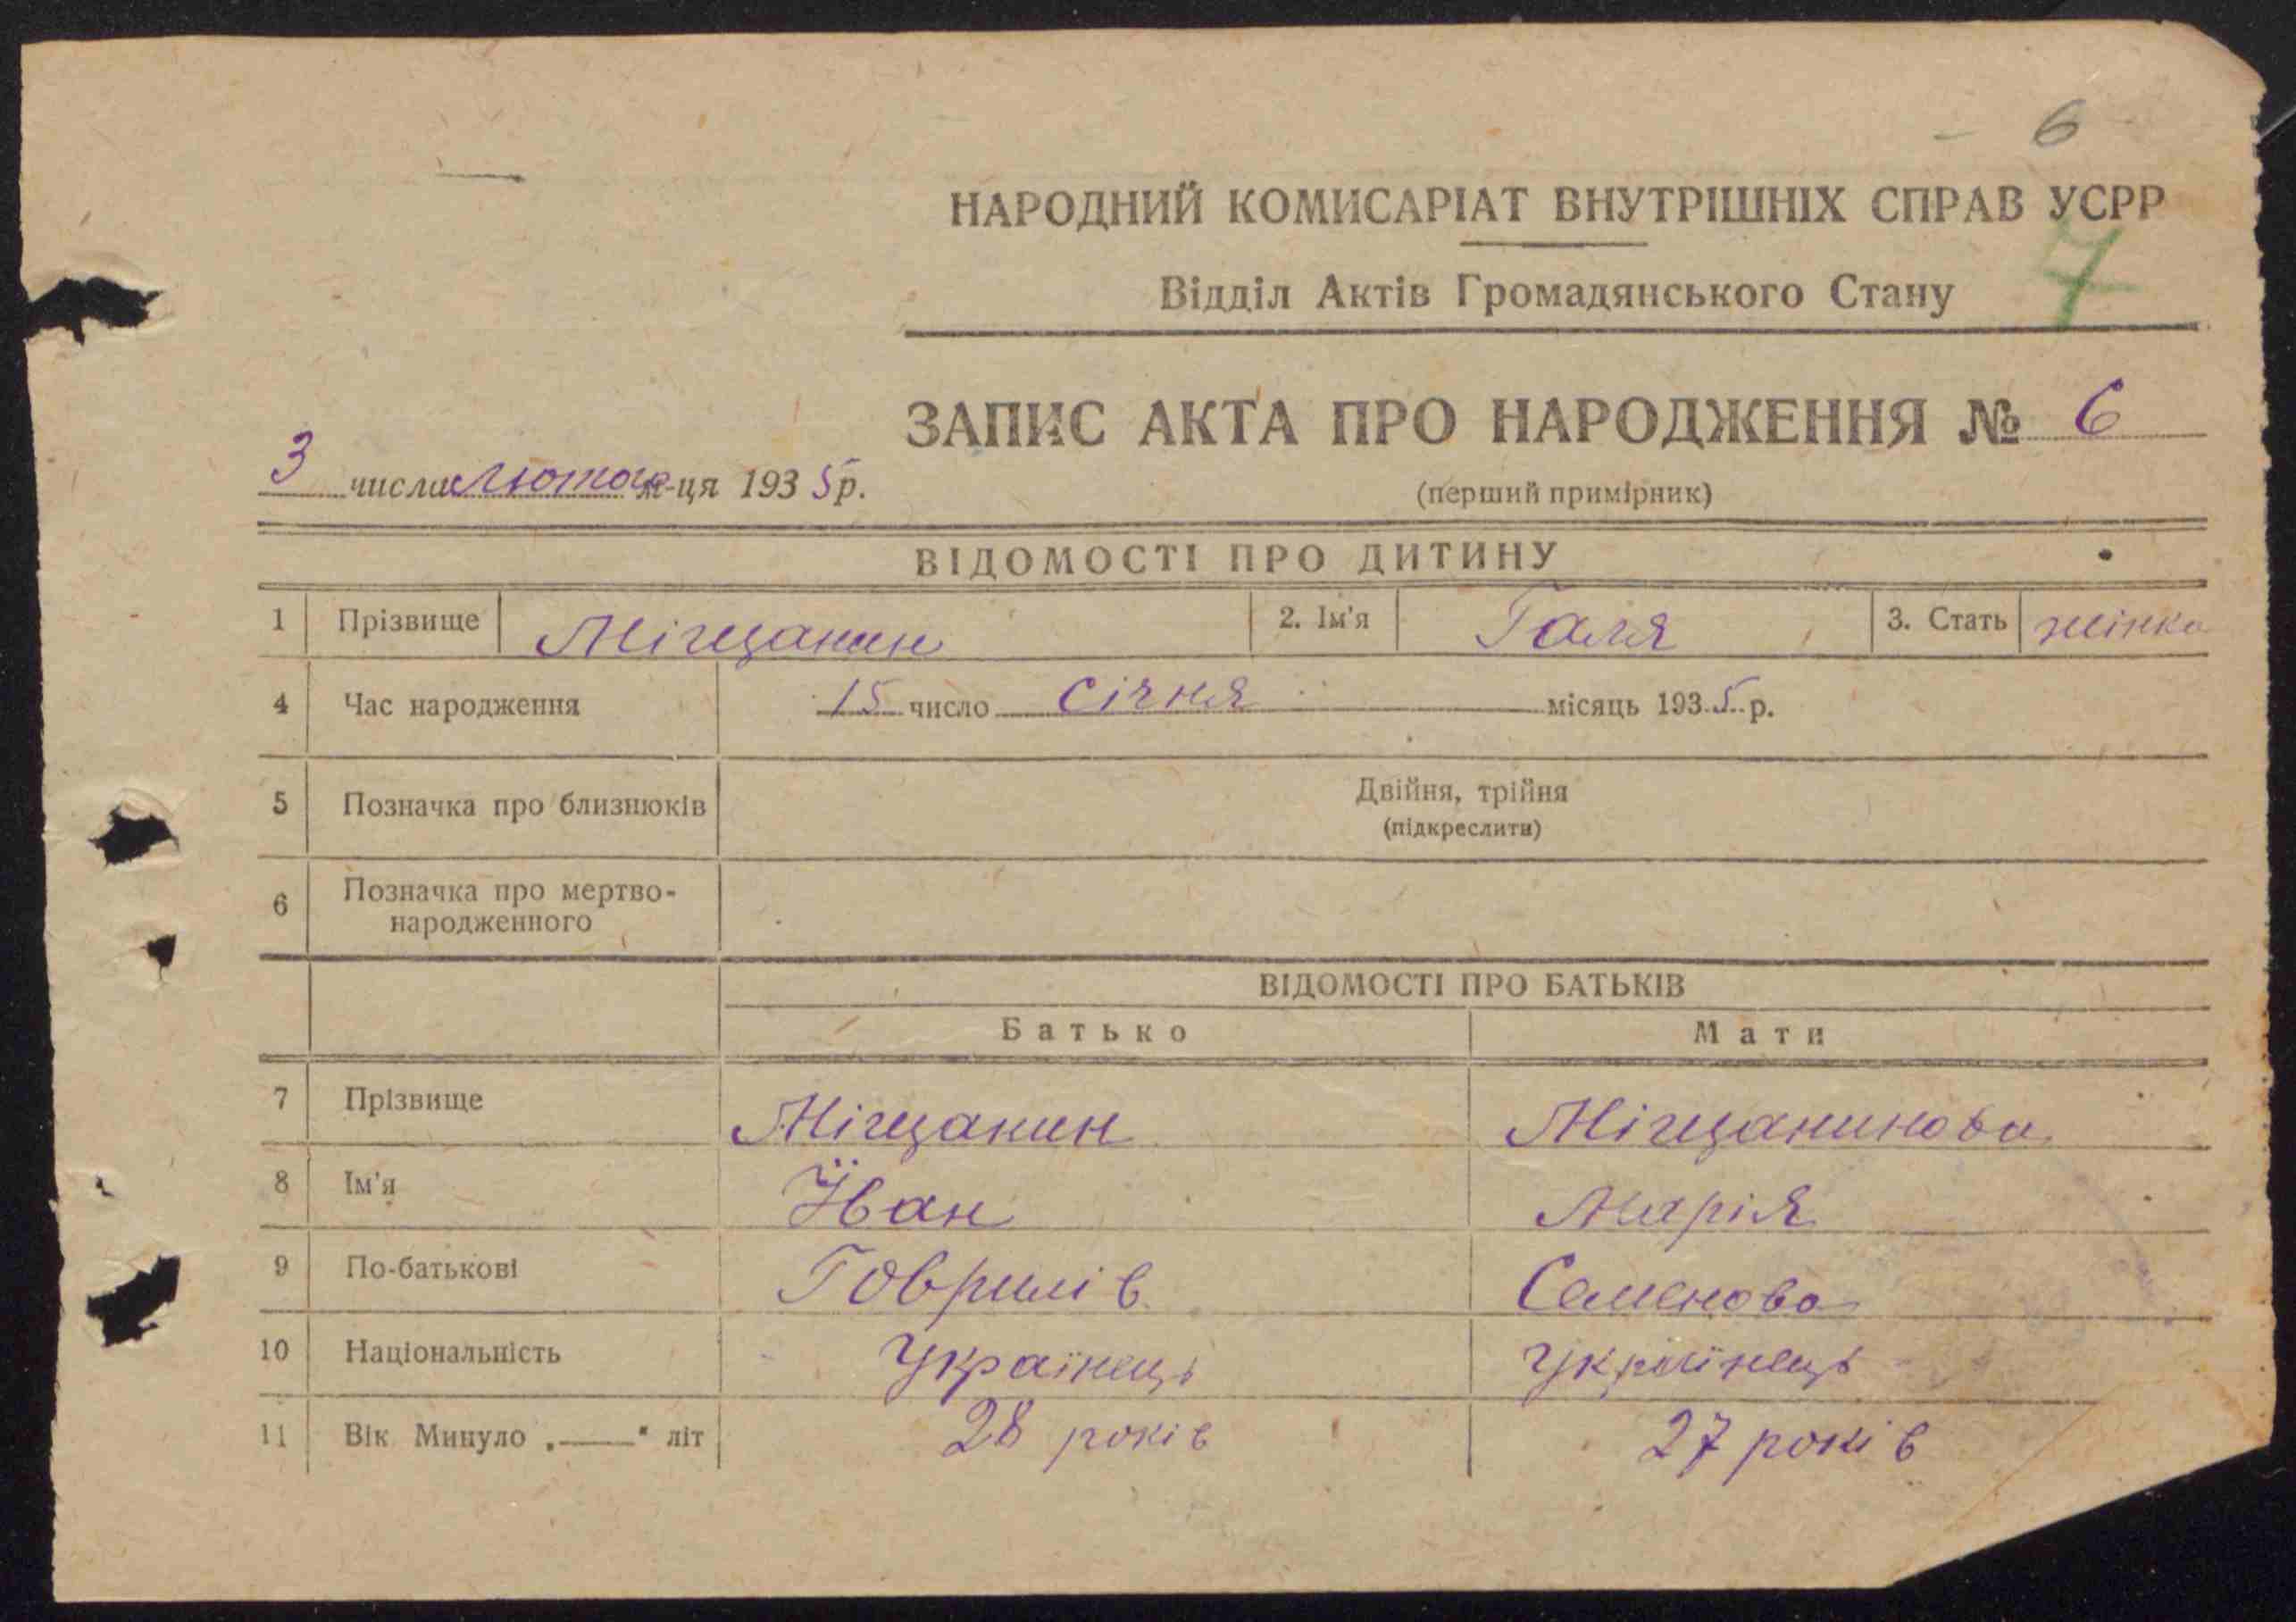 6
НАРОДНИЙ КОМИСАРІАТ ВНУТРІШНІХ СПРАВ УСРР
7
Відділ Актів Громадянського Стану
ЗАПИС АКТА ПРО НАРОДЖЕННЯ № 6
3 числа лютого м-ця 1935 р.
(перший примірник)
ВІДОМОСТІ ПРО ДИТИНУ
1 Прізвище Міщанин 2. Ім'я Галя 3. Стать жінка
4 Час народження 15 число Січня місяць 1935 р.
5 Позначка про близнюків Двійня, трійня
(підкреслити)
6 Позначка про мертво-
народженного
ВІДОМОСТІ ПРО БАТЬКІВ
Батько Мати
7 Прізвище Міщанин Міщанинова
8 Ім'я Їван Марія
9 По-батькові Говрилів Семенова
10 Національність Українець Українець
11 Вік Минуло „—" літ 28 років 27 років